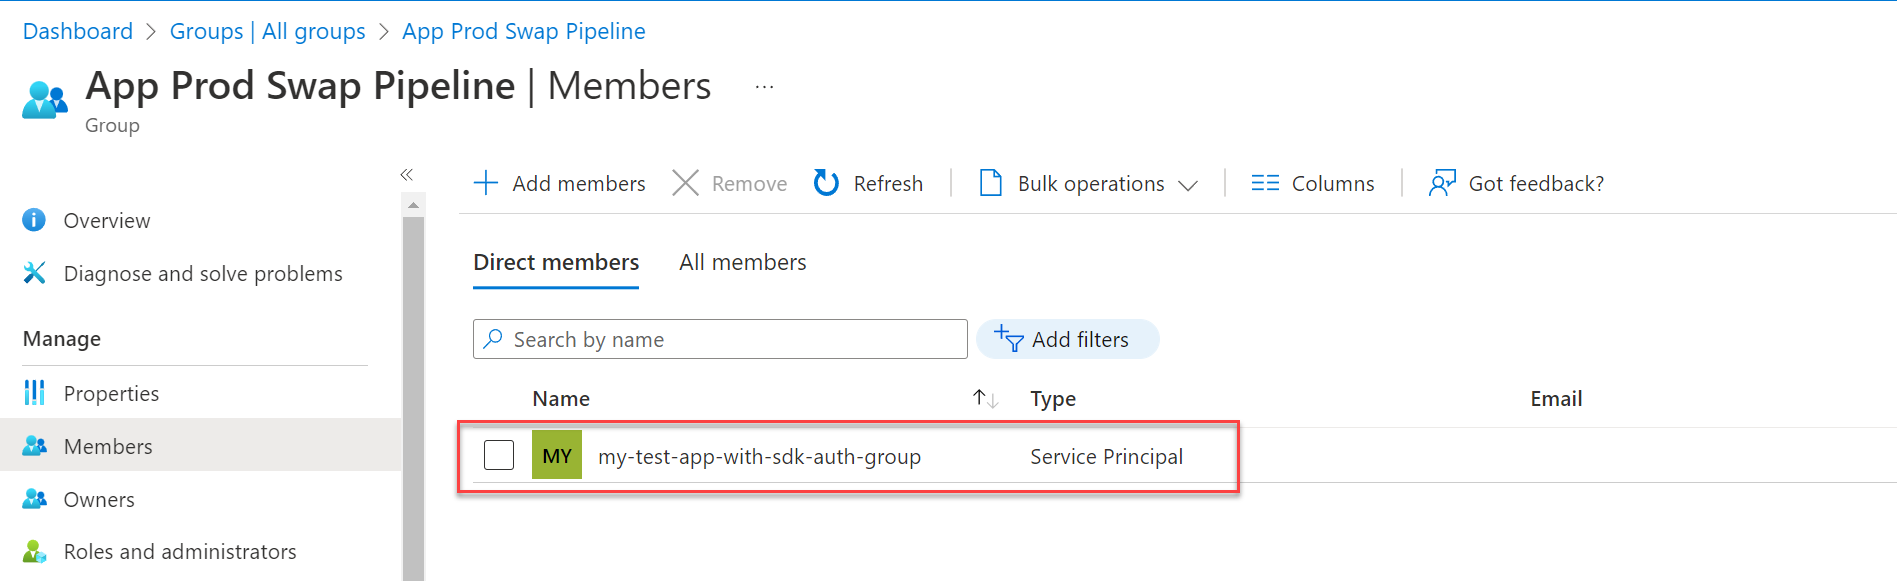 Dashboard > Groups | All groups > App Prod Swap Pipeline
App Prod Swap Pipeline | Members ...
Group
«
Add members Remove Refresh Bulk operations Columns Got feedback?
Overview
Diagnose and solve problems
Manage
Properties
Members
Owners
Roles and administrators
Direct members All members
Search by name Add filters
Name Type Email
MY my-test-app-with-sdk-auth-group Service Principal